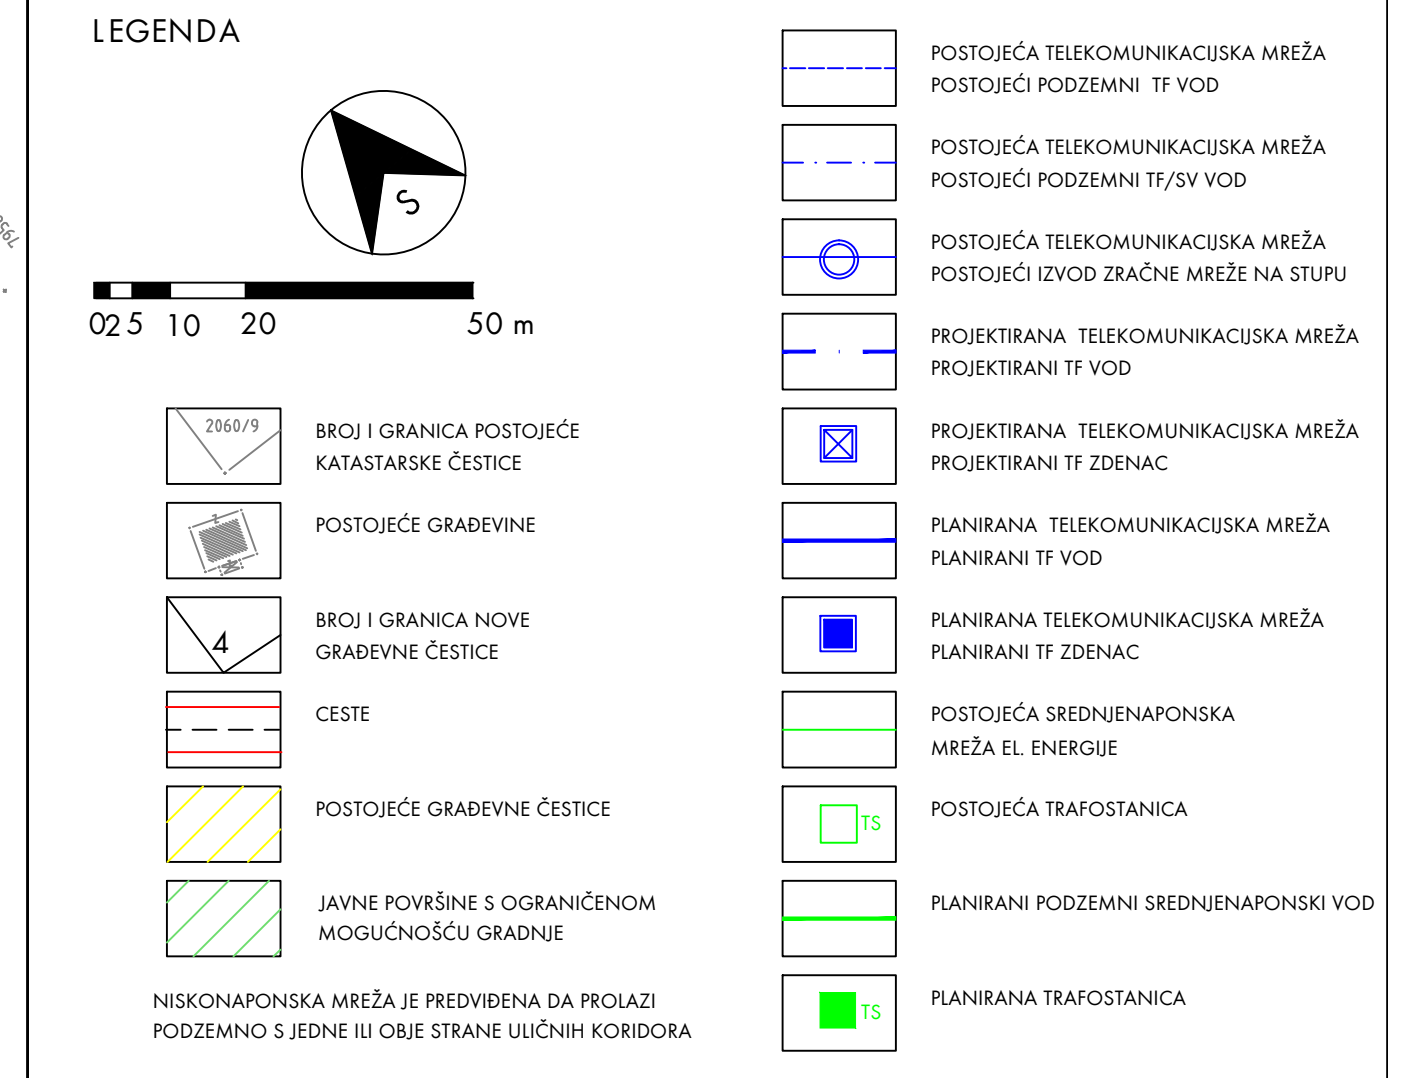 LEGENDA
S
0 2 5 10 20 50 m
2060/9
BROJ I GRANICA POSTOJEĆE
KATASTARSKE ČESTICE
POSTOJEĆE GRAĐEVINE
4
BROJ I GRANICA NOVE
GRAĐEVNE ČESTICE
CESTE
POSTOJEĆE GRAĐEVNE ČESTICE
JAVNE POVRŠINE S OGRANIČENOM
MOGUĆNOŠĆU GRADNJE
NISKONAPONSKA MREŽA JE PREDVIĐENA DA PROLAZI
PODZEMNO S JEDNE ILI OBJE STRANE ULIČNIH KORIDORA
POSTOJEĆA TELEKOMUNIKACIJSKA MREŽA
POSTOJEĆI PODZEMNI TF VOD
POSTOJEĆA TELEKOMUNIKACIJSKA MREŽA
POSTOJEĆI PODZEMNI TF/SV VOD
POSTOJEĆA TELEKOMUNIKACIJSKA MREŽA
POSTOJEĆI IZVOD ZRAČNE MREŽE NA STUPU
PROJEKTIRANA TELEKOMUNIKACIJSKA MREŽA
PROJEKTIRANI TF VOD
PROJEKTIRANA TELEKOMUNIKACIJSKA MREŽA
PROJEKTIRANI TF ZDENAC
PLANIRANA TELEKOMUNIKACIJSKA MREŽA
PLANIRANI TF VOD
PLANIRANA TELEKOMUNIKACIJSKA MREŽA
PLANIRANI TF ZDENAC
POSTOJEĆA SREDNJENAPONSKA
MREŽA EL. ENERGIJE
TS
POSTOJEĆA TRAFOSTANICA
PLANIRANI PODZEMNI SREDNJENAPONSKI VOD
TS
PLANIRANA TRAFOSTANICA